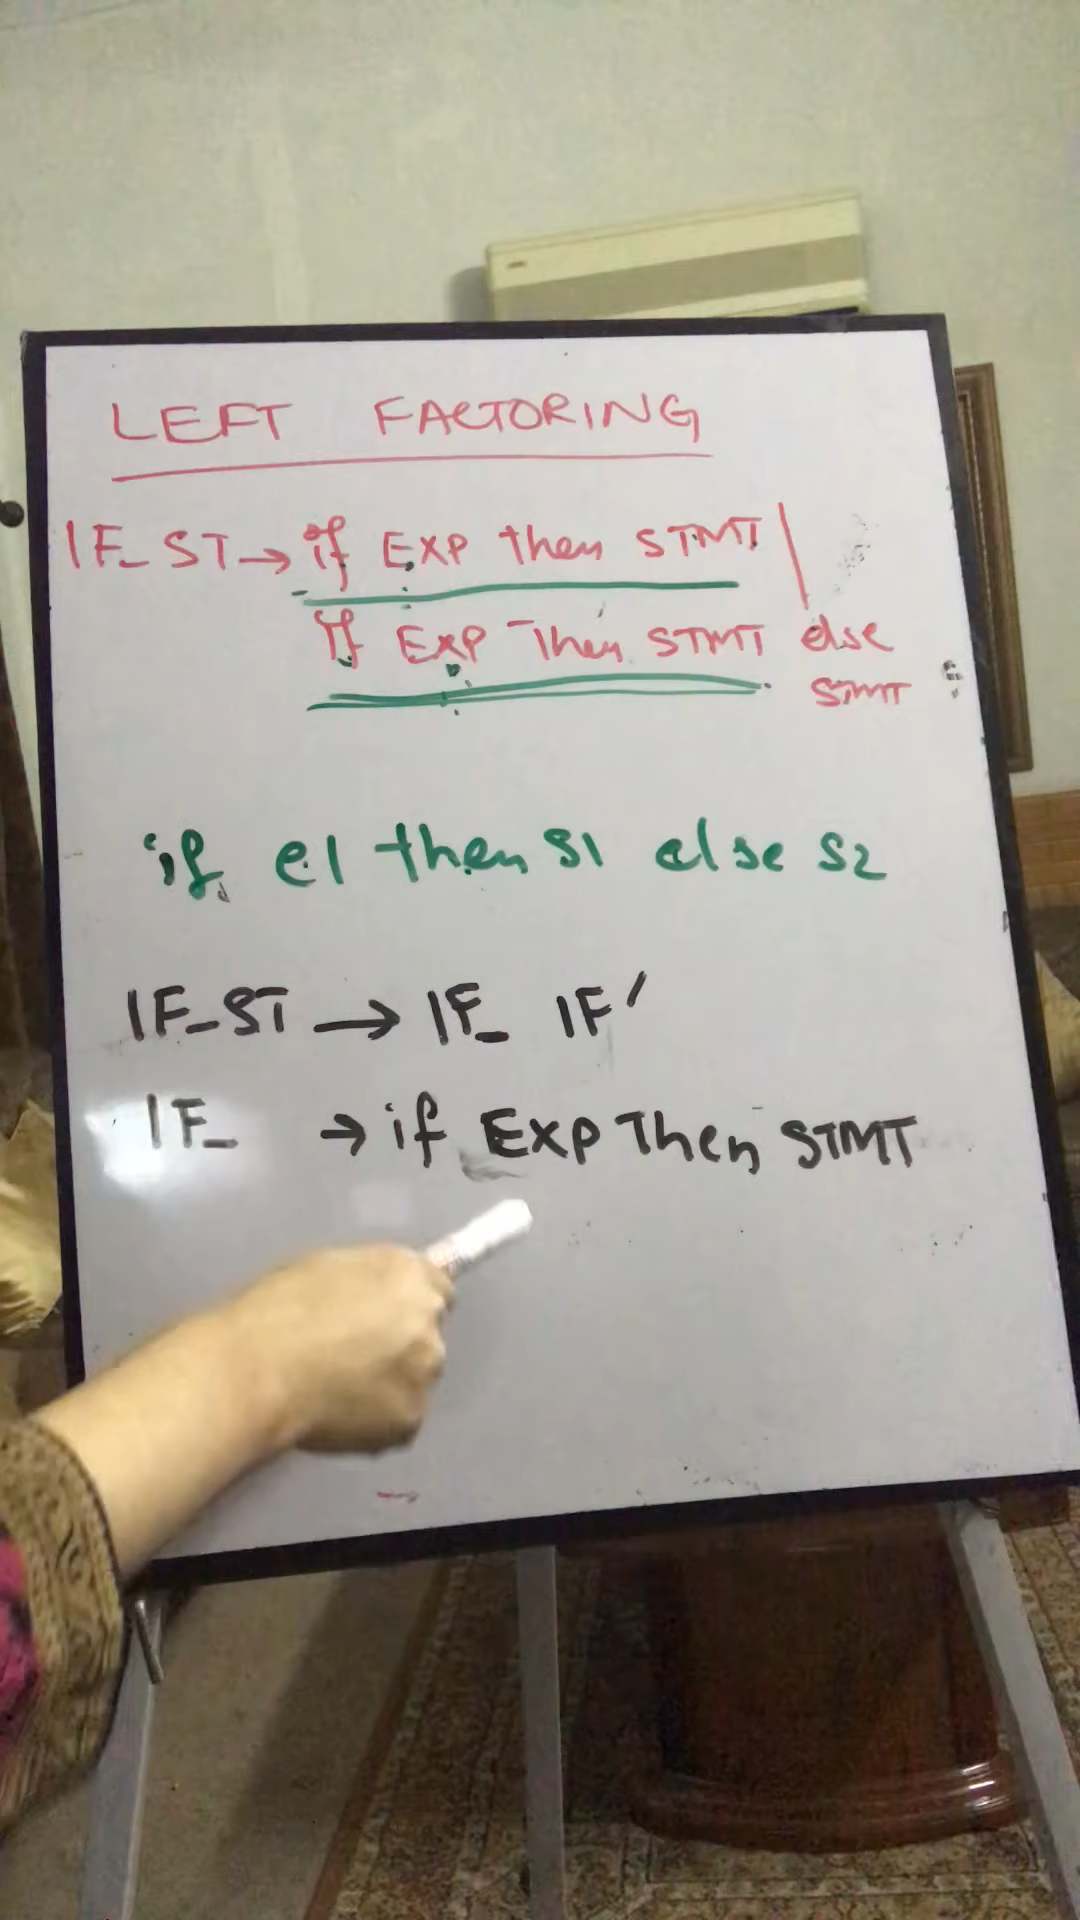 LEFT FACTORING
IF_ST → if EXP then STMT |
If EXP Then STMT else
STMT
if e1 then S1 else S2
IF_ST → IF_ IF'
IF_ → if EXP Then STMT